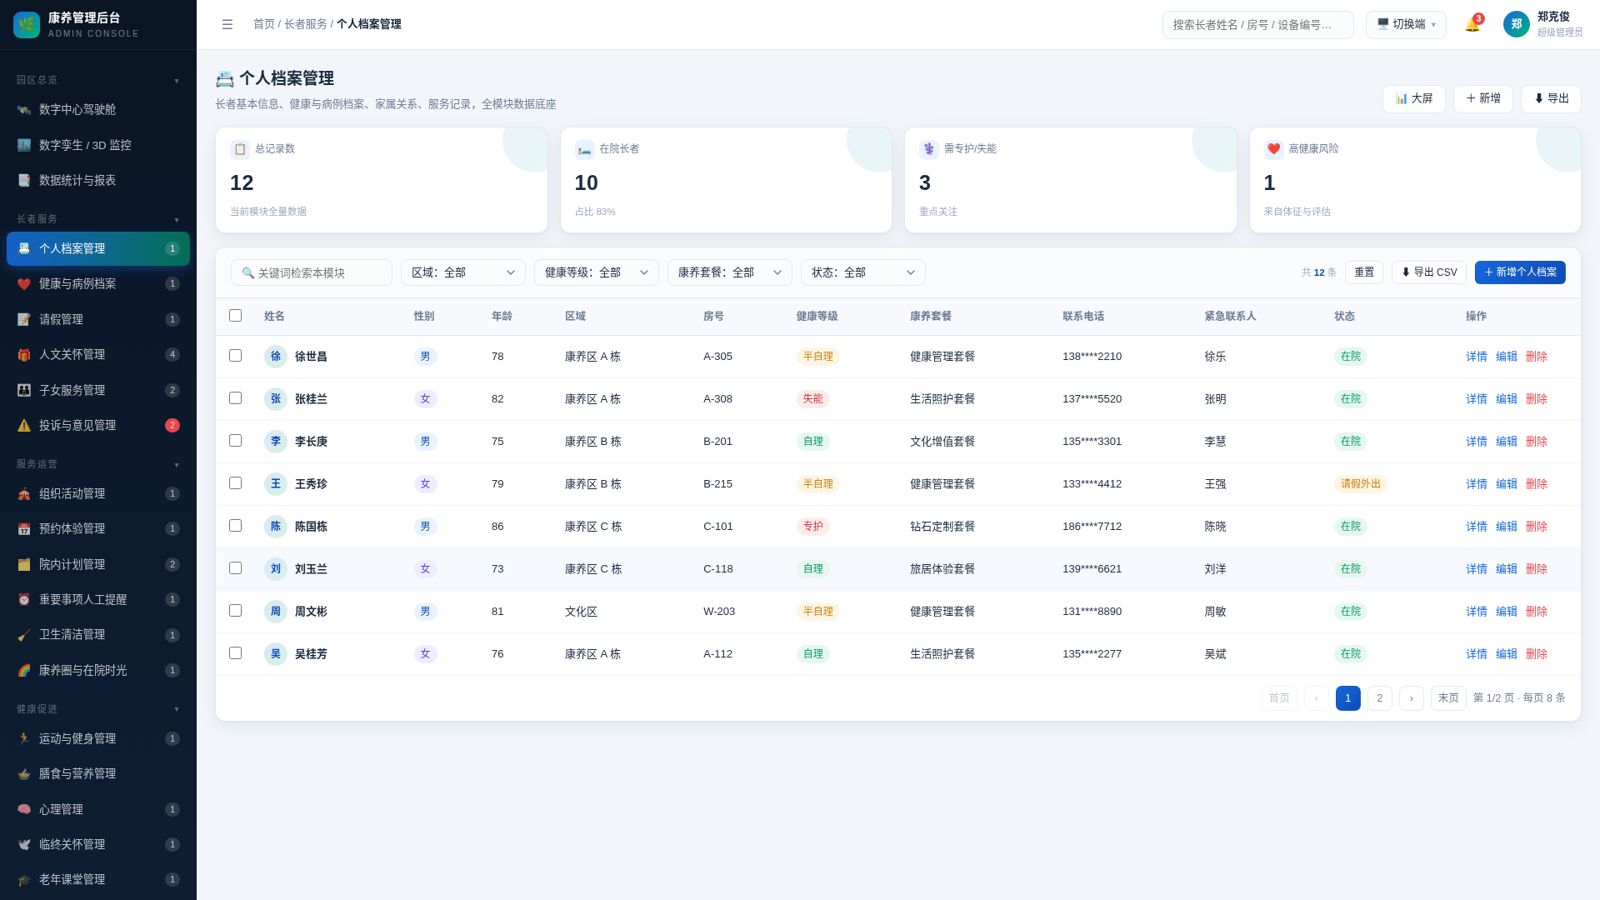 康养管理后台
ADMIN CONSOLE
园区总览
数字中心驾驶舱
数字孪生 / 3D 监控
数据统计与报表
长者服务
个人档案管理 1
健康与病例档案 1
请假管理 1
人文关怀管理 4
子女服务管理 2
投诉与意见管理 2
服务运营
组织活动管理 1
预约体验管理 1
院内计划管理 2
重要事项人工提醒 1
卫生清洁管理 1
康养圈与在院时光 1
健康促进
运动与健身管理 1
膳食与营养管理
心理管理 1
临终关怀管理 1
老年课堂管理 1
首页 / 长者服务 / 个人档案管理
搜索长者姓名 / 房号 / 设备编号...
切换端
3
郑
郑克俊
超级管理员
个人档案管理
长者基本信息、健康与病例档案、家属关系、服务记录，全模块数据底座
大屏
＋ 新增
⬇ 导出
总记录数
12
当前模块全量数据
在院长者
10
占比 83%
需专护/失能
3
重点关注
高健康风险
1
来自体征与评估
关键词检索本模块
区域：全部
健康等级：全部
康养套餐：全部
状态：全部
共 12 条
重置
⬇ 导出 CSV
＋ 新增个人档案
姓名 性别 年龄 区域 房号 健康等级 康养套餐 联系电话 紧急联系人 状态 操作
徐 徐世昌 男 78 康养区 A 栋 A-305 半自理 健康管理套餐 138****2210 徐乐 在院 详情 编辑 删除
张 张桂兰 女 82 康养区 A 栋 A-308 失能 生活照护套餐 137****5520 张明 在院 详情 编辑 删除
李 李长庚 男 75 康养区 B 栋 B-201 自理 文化增值套餐 135****3301 李慧 在院 详情 编辑 删除
王 王秀珍 女 79 康养区 B 栋 B-215 半自理 健康管理套餐 133****4412 王强 请假外出 详情 编辑 删除
陈 陈国栋 男 86 康养区 C 栋 C-101 专护 钻石定制套餐 186****7712 陈晓 在院 详情 编辑 删除
刘 刘玉兰 女 73 康养区 C 栋 C-118 自理 旅居体验套餐 139****6621 刘洋 在院 详情 编辑 删除
周 周文彬 男 81 文化区 W-203 半自理 健康管理套餐 131****8890 周敏 在院 详情 编辑 删除
吴 吴桂芳 女 76 康养区 A 栋 A-112 自理 生活照护套餐 135****2277 吴斌 在院 详情 编辑 删除
首页 ‹ 1 2 › 末页 第 1/2 页 · 每页 8 条